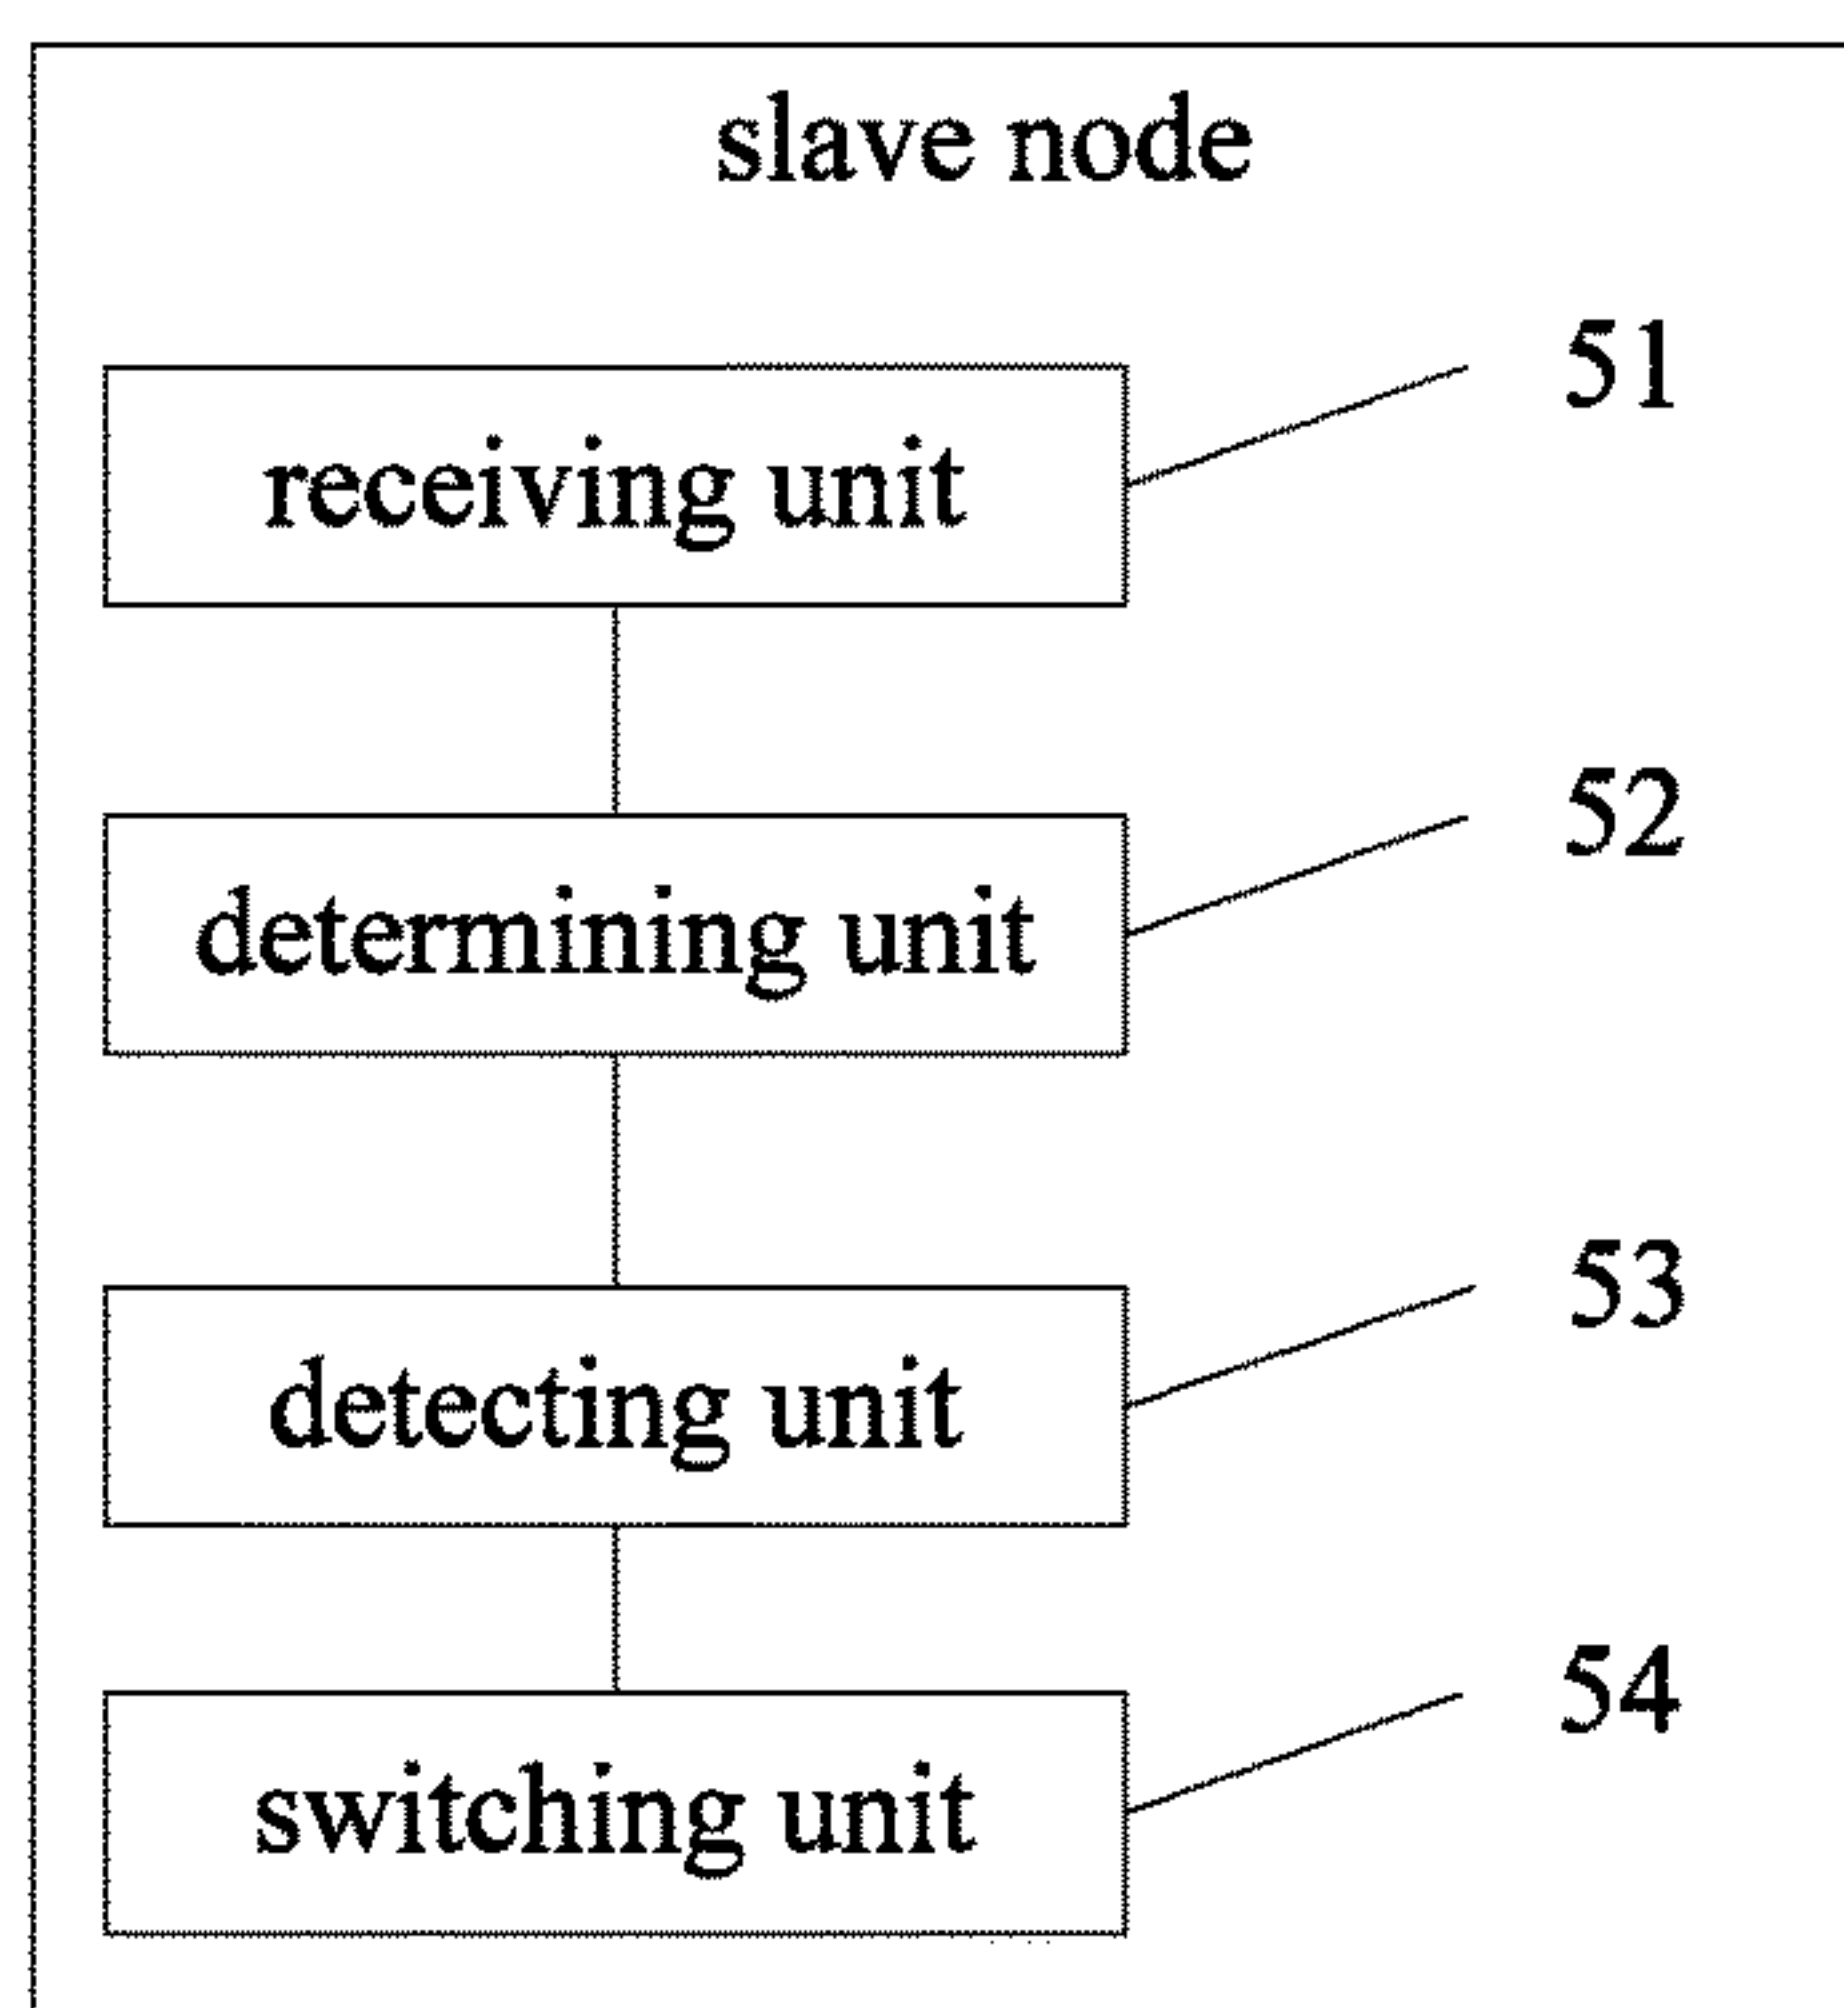 slave node
51
receiving unit
52
determining unit
53
detecting unit
54
switching unit